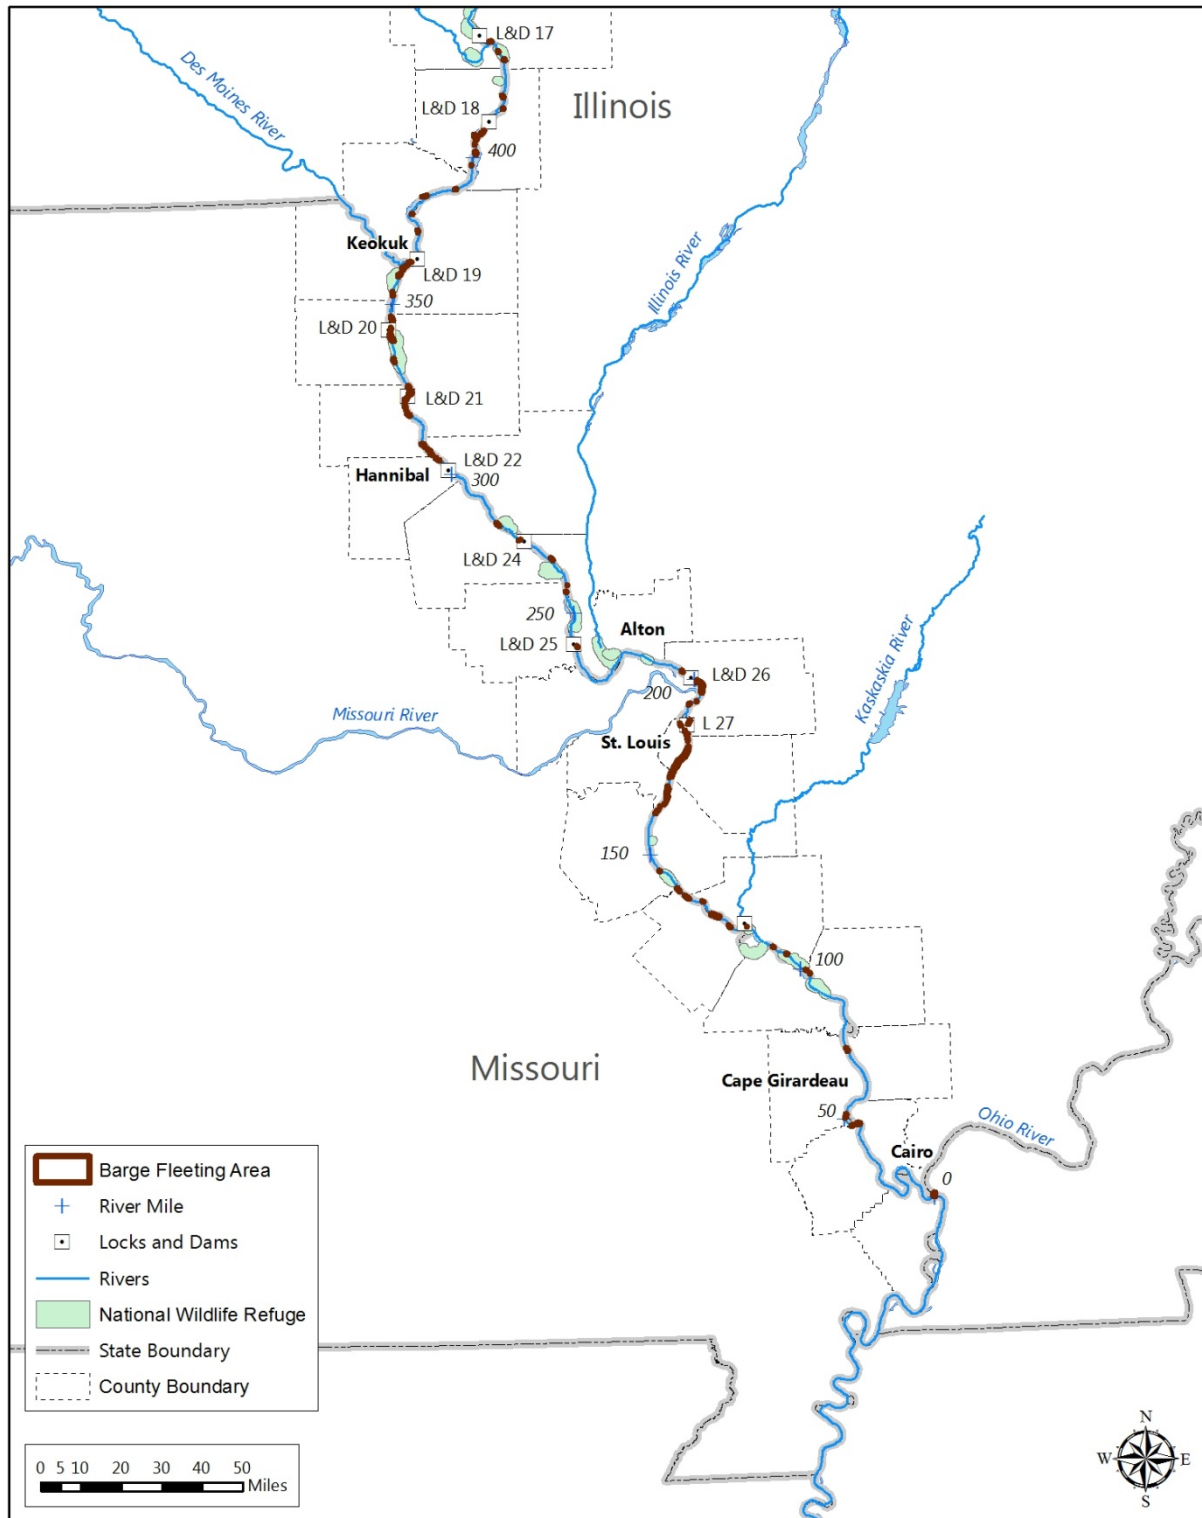 L&D 17
Des Moines River
Illinois
L&D 18
400
Keokuk
L&D 19
Illinois River
350
L&D 20
L&D 21
L&D 22
Hannibal
300
L&D 24
250
Alton
L&D 25
L&D 26
200
Kaskaskia River
Missouri River
L 27
St. Louis
150
100
Missouri
Cape Girardeau
50
Ohio River
Cairo
0
Barge Fleeting Area
River Mile
Locks and Dams
Rivers
National Wildlife Refuge
State Boundary
County Boundary
0 5 10 20 30 40 50
Miles
N
W E
S